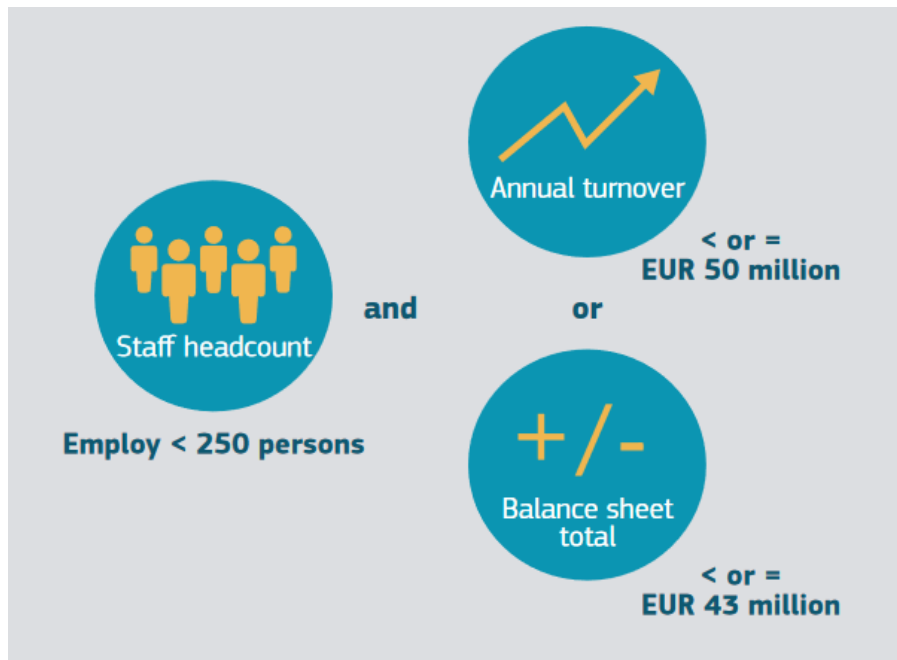 Staff headcount
Employ < 250 persons
and
Annual turnover
< or =
EUR 50 million
or
+/-
Balance sheet
total
< or =
EUR 43 million